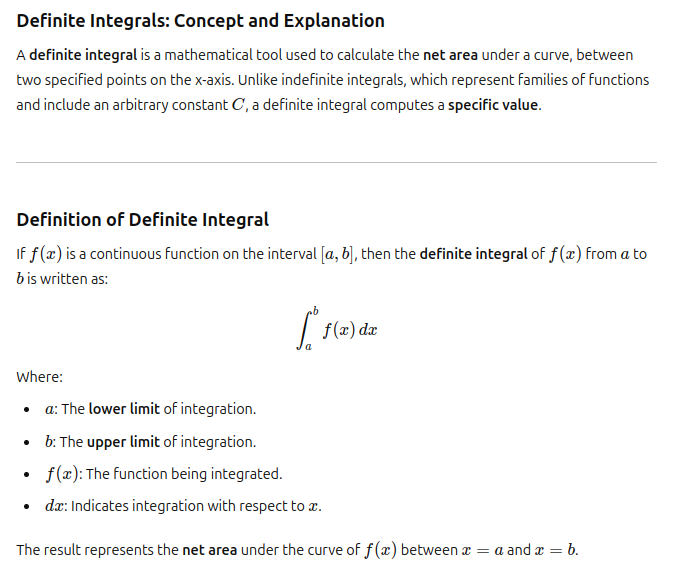 Definite Integrals: Concept and Explanation
A definite integral is a mathematical tool used to calculate the net area under a curve, between
two specified points on the x-axis. Unlike indefinite integrals, which represent families of functions
and include an arbitrary constant C, a definite integral computes a specific value.
Definition of Definite Integral
If f(x) is a continuous function on the interval [a, b], then the definite integral of f(x) from a to
b is written as:
∫_a^b f(x) dx
Where:
• a: The lower limit of integration.
• b: The upper limit of integration.
• f(x): The function being integrated.
• dx: Indicates integration with respect to x.
The result represents the net area under the curve of f(x) between x = a and x = b.